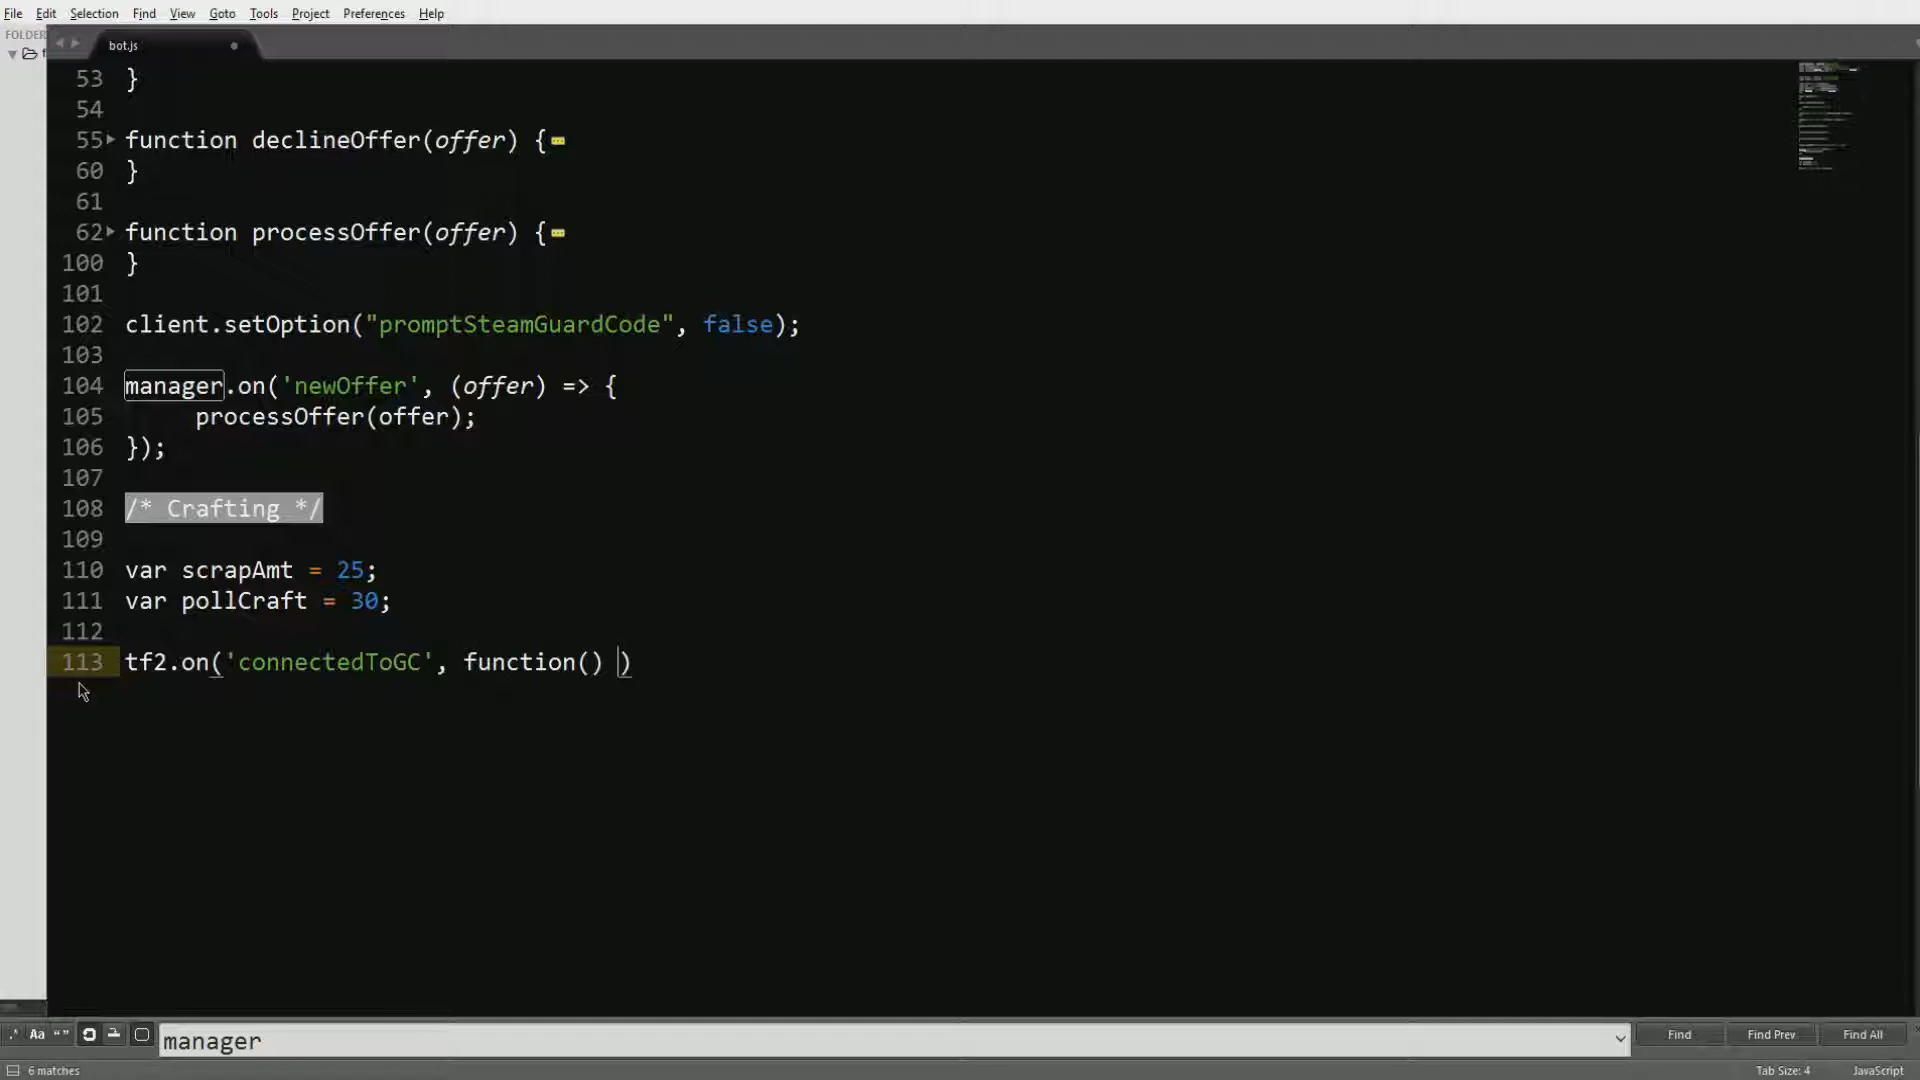 File Edit Selection Find View Goto Tools Project Preferences Help
FOLDER
bot.js
53 }
54
55 function declineOffer(offer) {
60 }
61
62 function processOffer(offer) {
100 }
101
102 client.setOption("promptSteamGuardCode", false);
103
104 manager.on('newOffer', (offer) => {
105 processOffer(offer);
106 });
107
108 /* Crafting */
109
110 var scrapAmt = 25;
111 var pollCraft = 30;
112
113 tf2.on('connectedToGC', function() )
.* Aa “” manager Find Find Prev Find All
6 matches Tab Size: 4 JavaScript